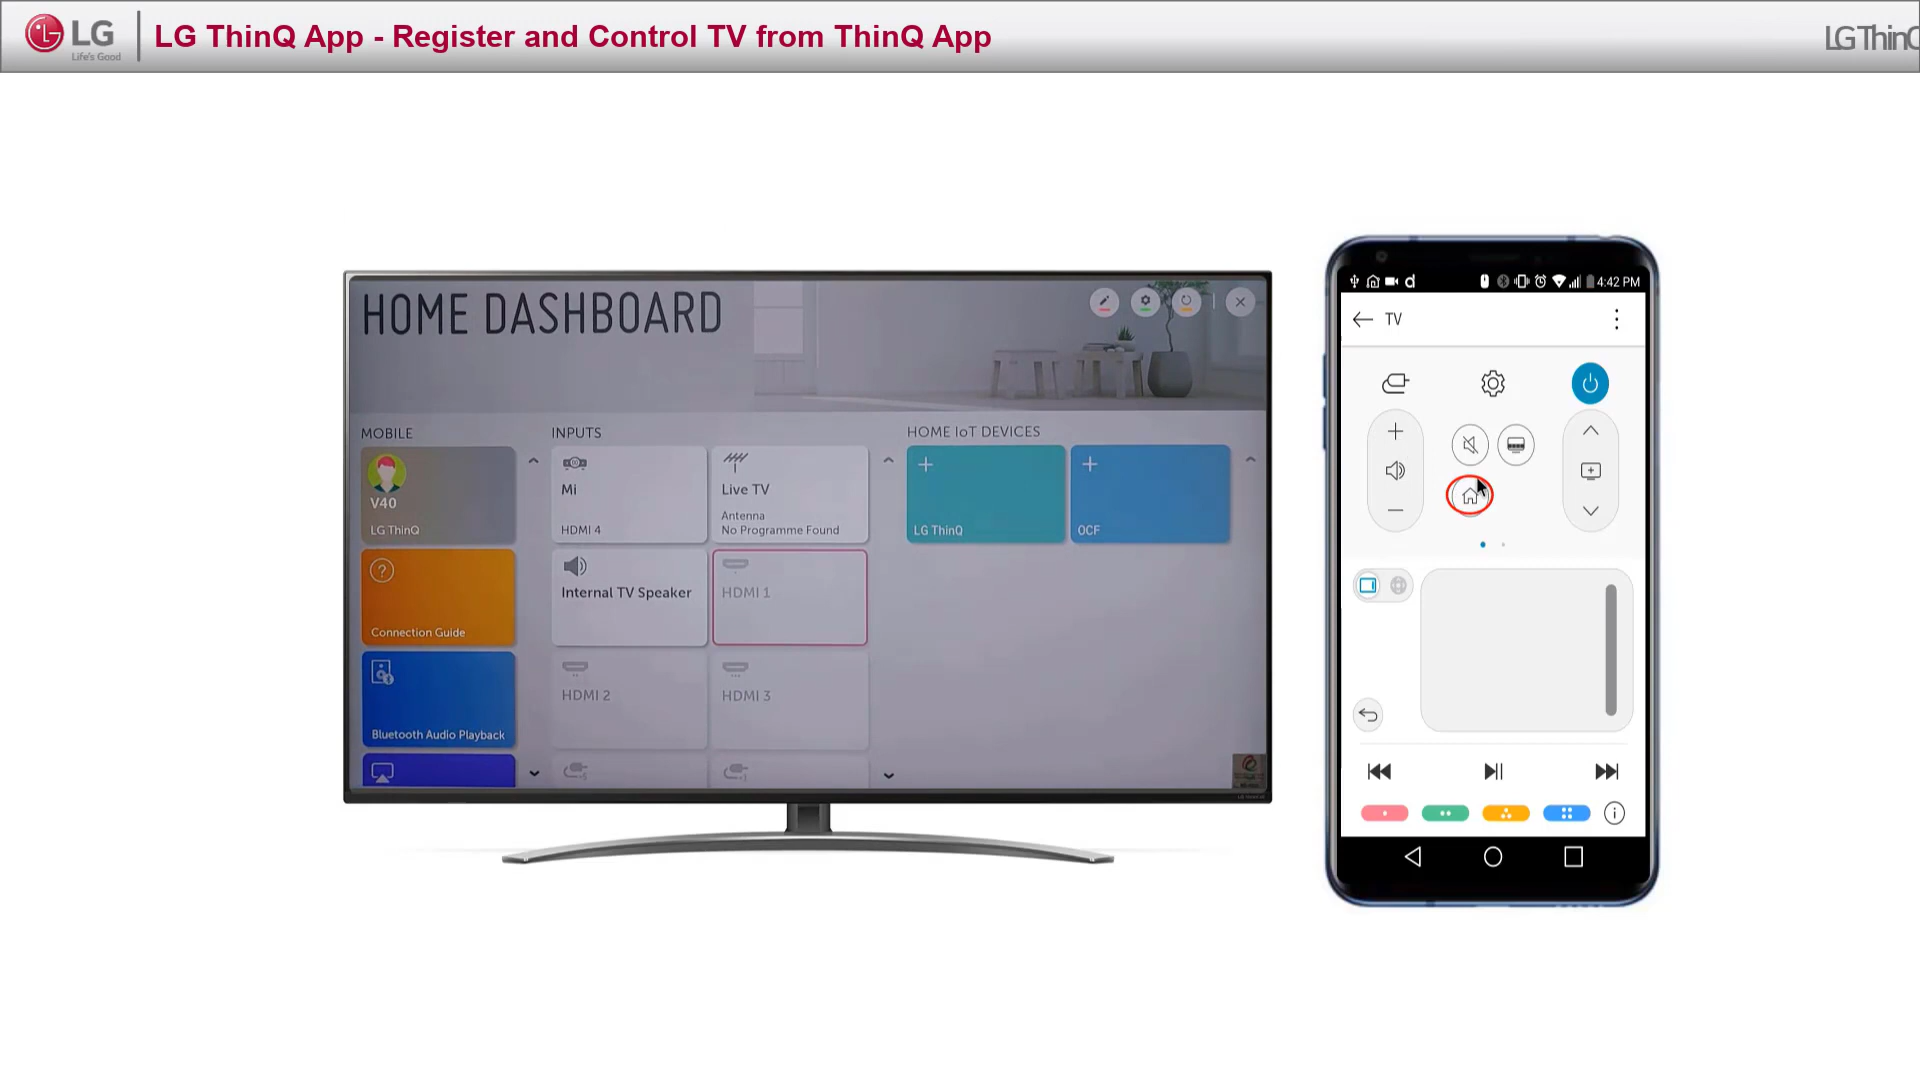 LG
Life's Good
LG ThinQ App - Register and Control TV from ThinQ App
LG ThinQ
HOME DASHBOARD
MOBILE
INPUTS
HOME IoT DEVICES
V40
LG ThinQ
Mi
HDMI 4
Live TV
Antenna
No Programme Found
LG ThinQ
OCF
Connection Guide
Internal TV Speaker
HDMI 1
Bluetooth Audio Playback
HDMI 2
HDMI 3
4:42 PM
TV